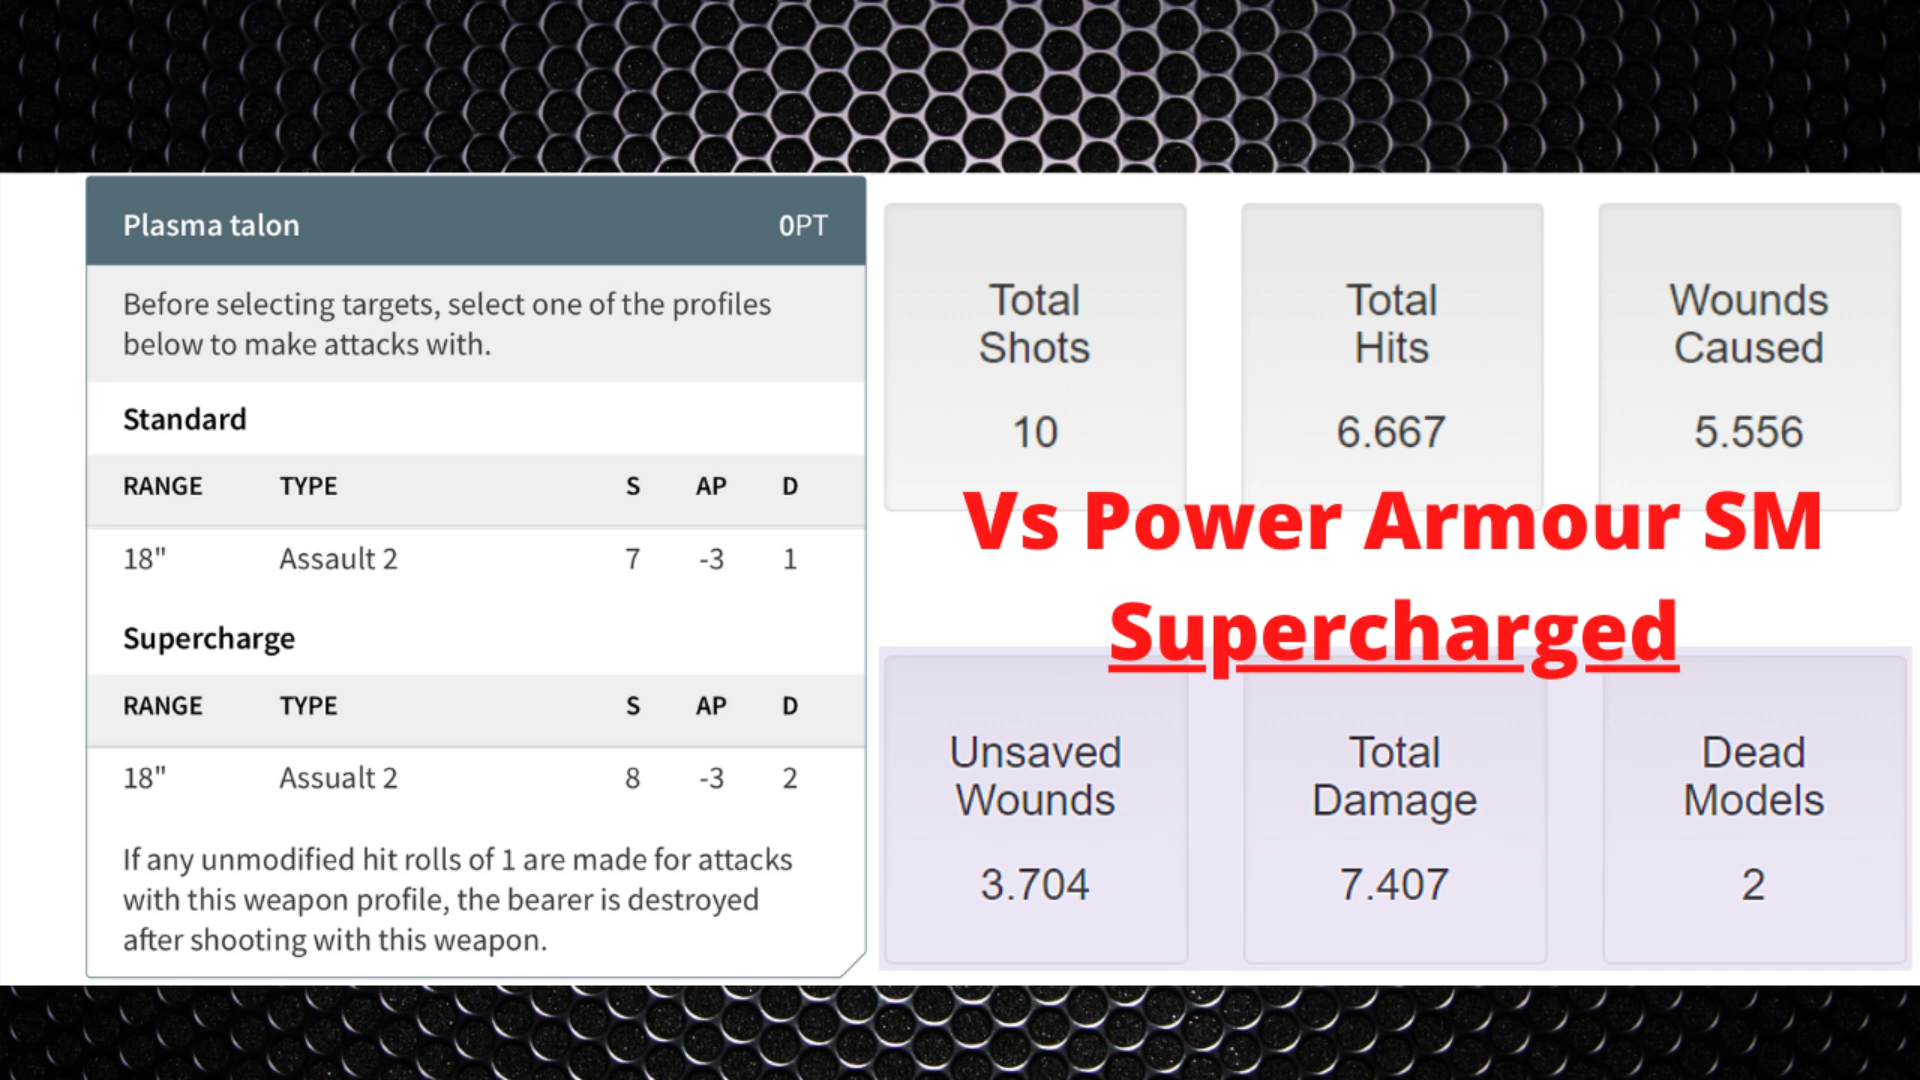 Plasma talon 0PT
Before selecting targets, select one of the profiles
below to make attacks with.
Standard
RANGE TYPE S AP D
18" Assault 2 7 -3 1
Supercharge
RANGE TYPE S AP D
18" Assualt 2 8 -3 2
If any unmodified hit rolls of 1 are made for attacks
with this weapon profile, the bearer is destroyed
after shooting with this weapon.
Total
Shots
10
Total
Hits
6.667
Wounds
Caused
5.556
Vs Power Armour SM
Supercharged
Unsaved
Wounds
3.704
Total
Damage
7.407
Dead
Models
2